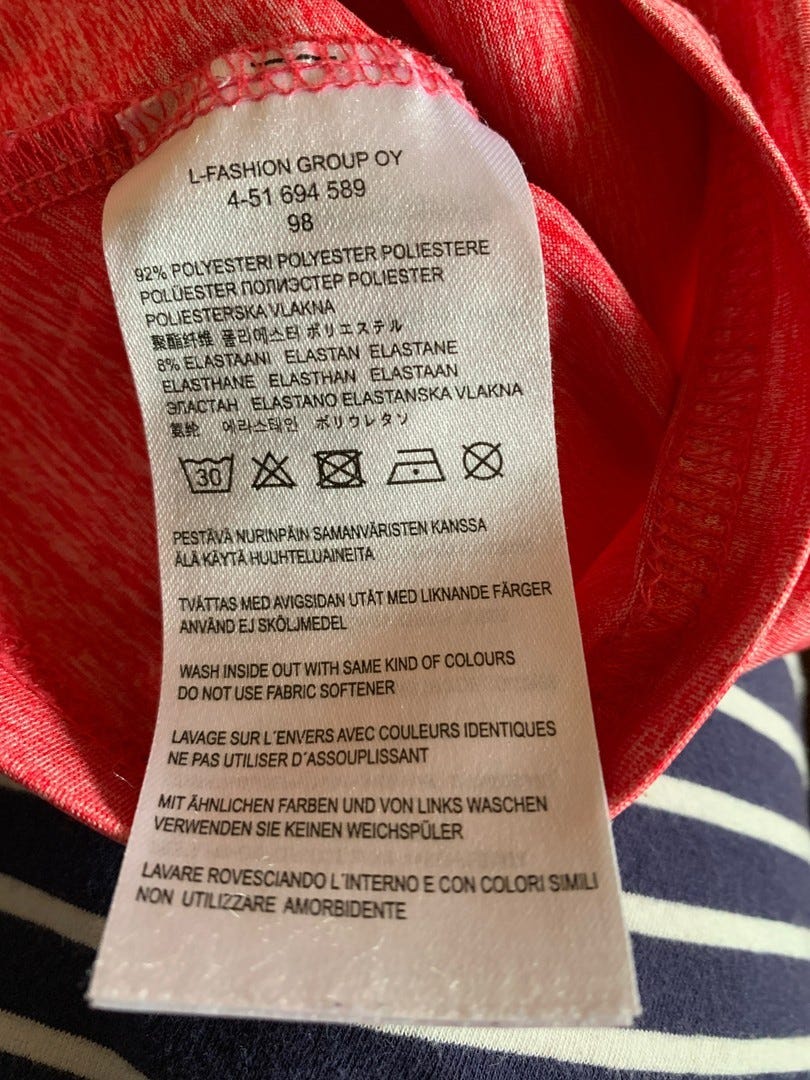 L-FASHION GROUP OY
4-51 694 589
98
92% POLYESTERI POLYESTER POLIESTERE
POLÜESTER ПОЛИЭСТЕР POLIESTER
POLIESTERSKA VLAKNA
聚酯纤维 폴리에스터 ポリエステル
8% ELASTAANI ELASTAN ELASTANE
ELASTHANE ELASTHAN ELASTAAN
ЭЛАСТАН ELASTANO ELASTANSKA VLAKNA
氨纶 에라스태인 ポリウレタン
30
PESTÄVÄ NURINPÄIN SAMANVÄRISTEN KANSSA
ÄLÄ KÄYTÄ HUUHTELUAINEITA
TVÄTTAS MED AVIGSIDAN UTÅT MED LIKNANDE FÄRGER
ANVÄND EJ SKÖLJMEDEL
WASH INSIDE OUT WITH SAME KIND OF COLOURS
DO NOT USE FABRIC SOFTENER
LAVAGE SUR L´ENVERS AVEC COULEURS IDENTIQUES
NE PAS UTILISER D´ASSOUPLISSANT
MIT ÄHNLICHEN FARBEN UND VON LINKS WASCHEN
VERWENDEN SIE KEINEN WEICHSPÜLER
LAVARE ROVESCIANDO L´INTERNO E CON COLORI SIMILI
NON UTILIZZARE AMORBIDENTE